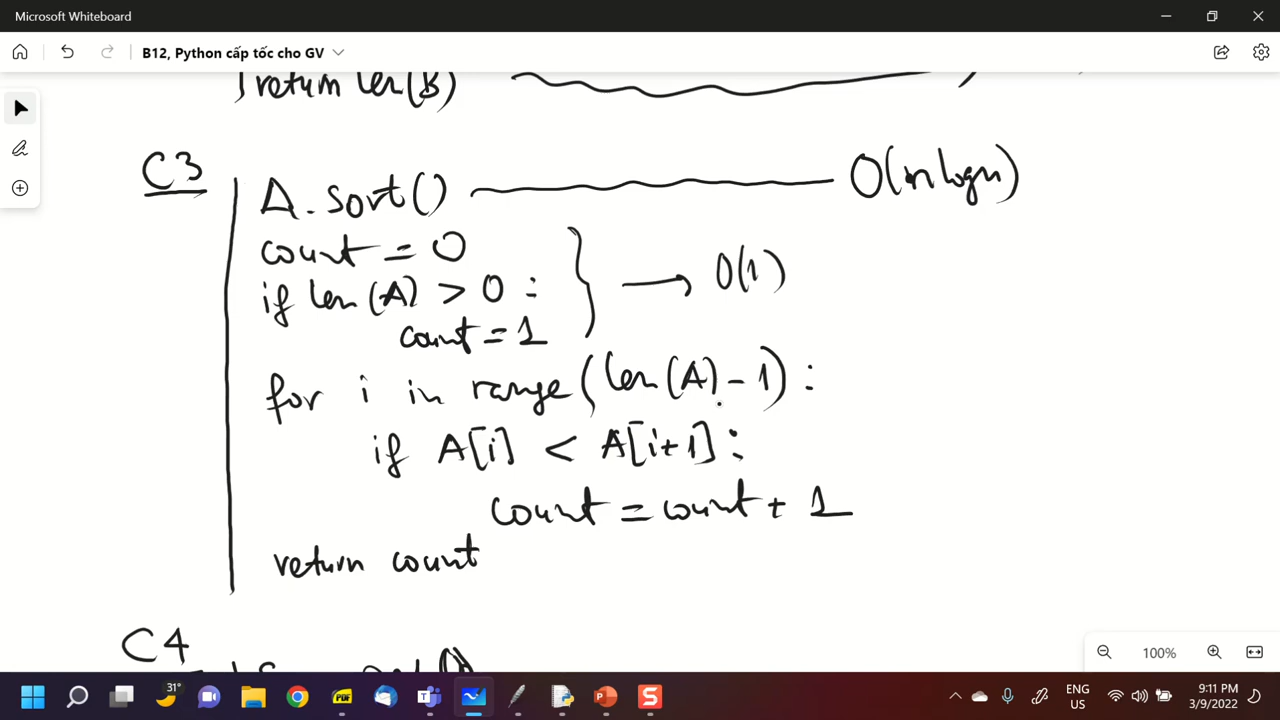 Microsoft Whiteboard
B12, Python cấp tốc cho GV
return len(B)
C3
A.sort() O(nlogn)
count = 0
if len(A) > 0 :
count = 1
→ O(1)
for i in range (len(A) - 1) :
if A[i] < A[i+1] :
count = count + 1
return count
C4
100%
31°
PDF
ENG
US
9:11 PM
3/9/2022